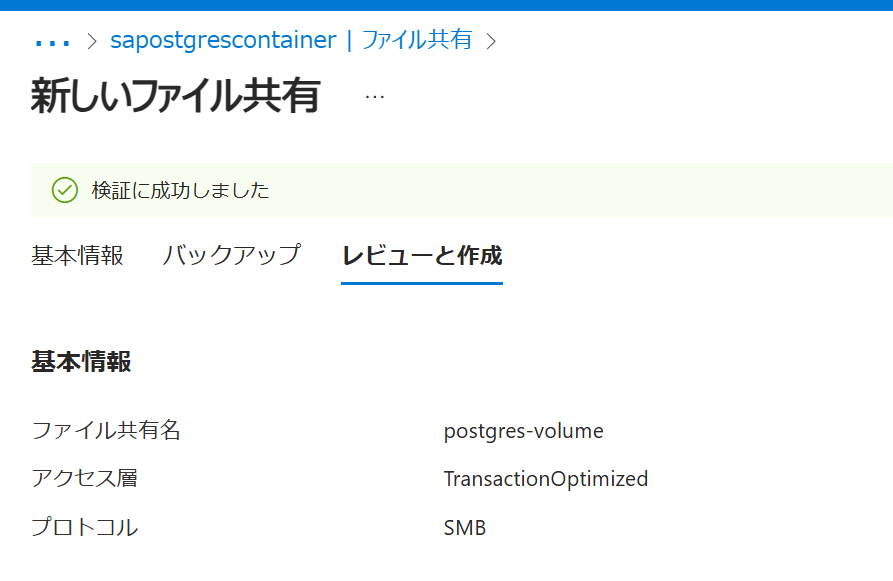 ... > sapostgrescontainer | ファイル共有 >
新しいファイル共有 ...
検証に成功しました
基本情報 バックアップ レビューと作成
基本情報
ファイル共有名 postgres-volume
アクセス層 TransactionOptimized
プロトコル SMB